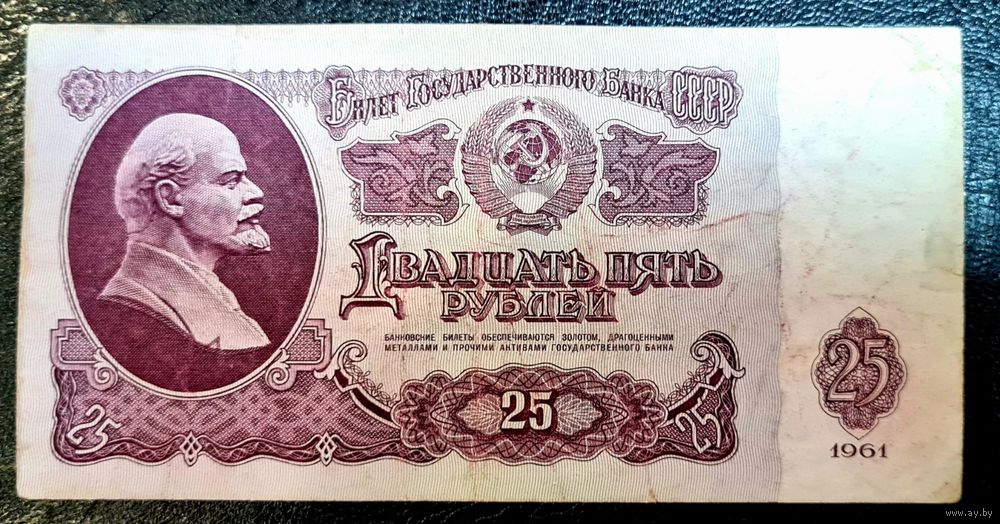 Билет Государственного Банка СССР
Двадцать пять
рублей
БАНКОВСКИЕ БИЛЕТЫ ОБЕСПЕЧИВАЮТСЯ ЗОЛОТОМ, ДРАГОЦЕННЫМИ
МЕТАЛЛАМИ И ПРОЧИМИ АКТИВАМИ ГОСУДАРСТВЕННОГО БАНКА
25
25
25
25
1961
www.ay.by